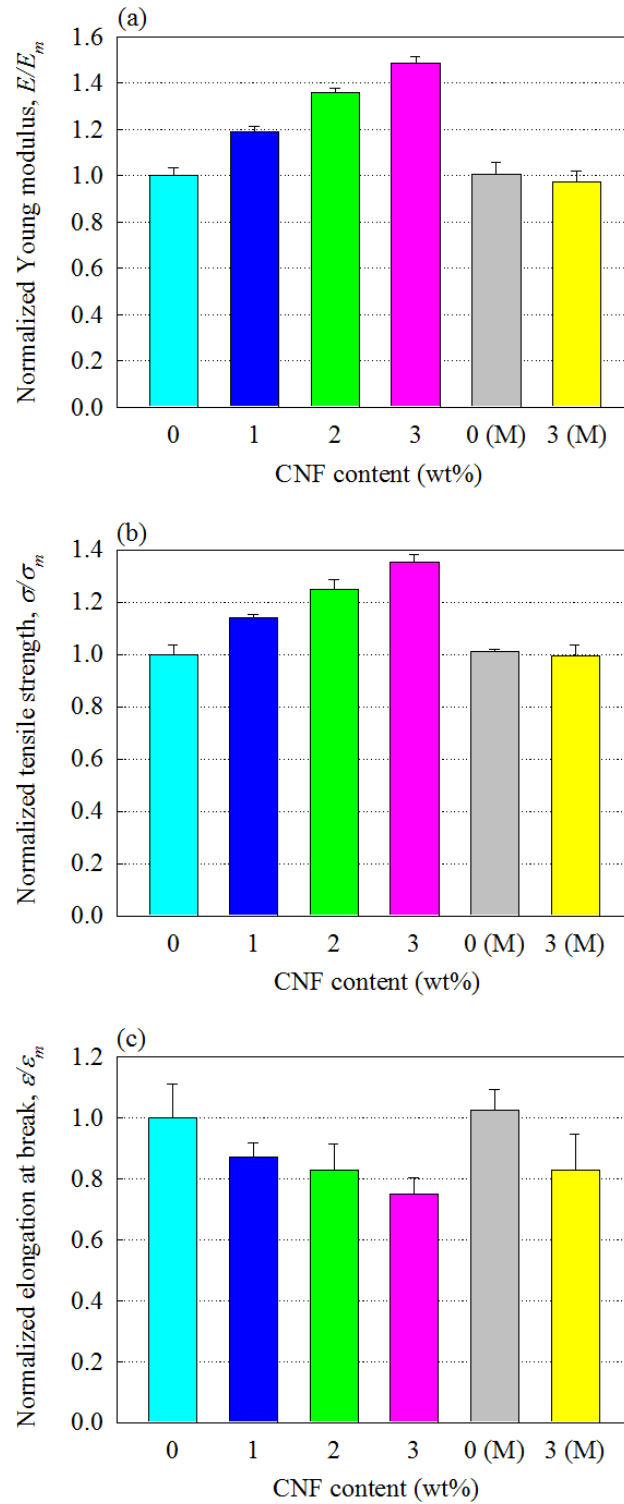 (a)
Normalized Young modulus, E/Em
1.6
1.4
1.2
1.0
0.8
0.6
0.4
0.2
0.0
0 1 2 3 0 (M) 3 (M)
CNF content (wt%)
(b)
Normalized tensile strength, σ/σm
1.4
1.2
1.0
0.8
0.6
0.4
0.2
0.0
0 1 2 3 0 (M) 3 (M)
CNF content (wt%)
(c)
Normalized elongation at break, ε/εm
1.2
1.0
0.8
0.6
0.4
0.2
0.0
0 1 2 3 0 (M) 3 (M)
CNF content (wt%)